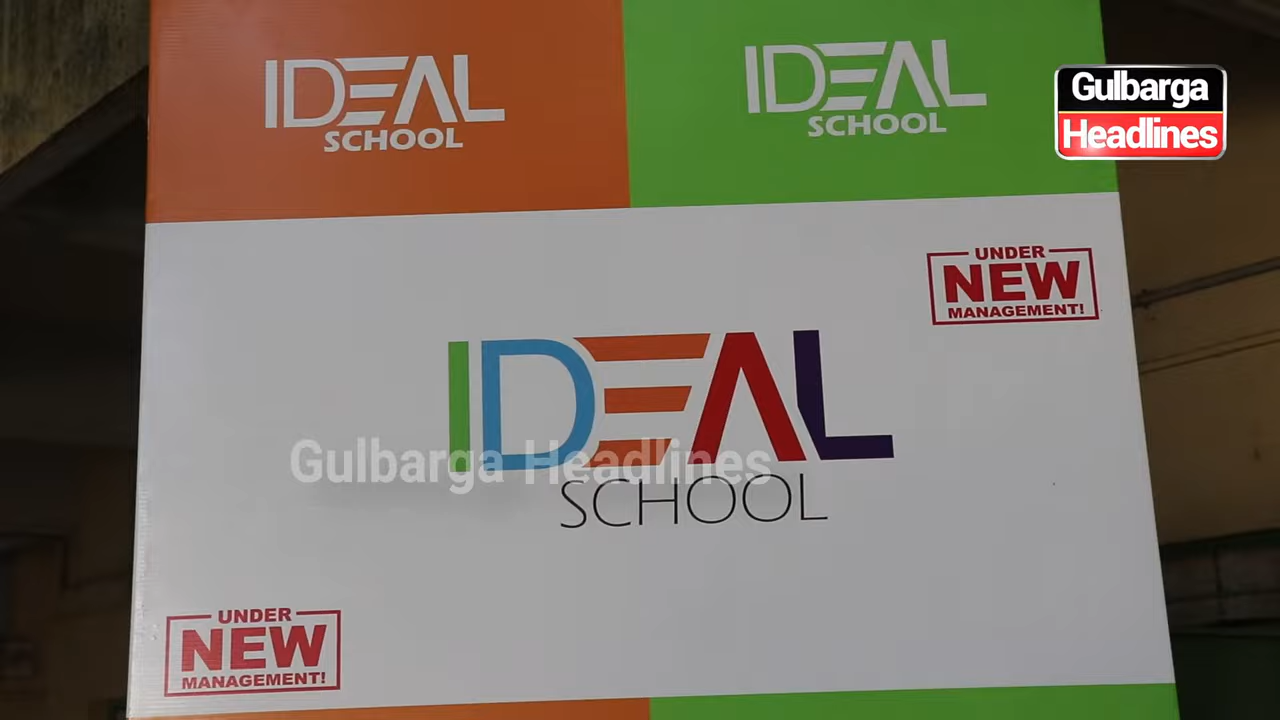 IDEAL
SCHOOL
IDEAL
SCHOOL
Gulbarga
Headlines
UNDER
NEW
MANAGEMENT!
IDEAL
Gulbarga Headlines
SCHOOL
UNDER
NEW
MANAGEMENT!